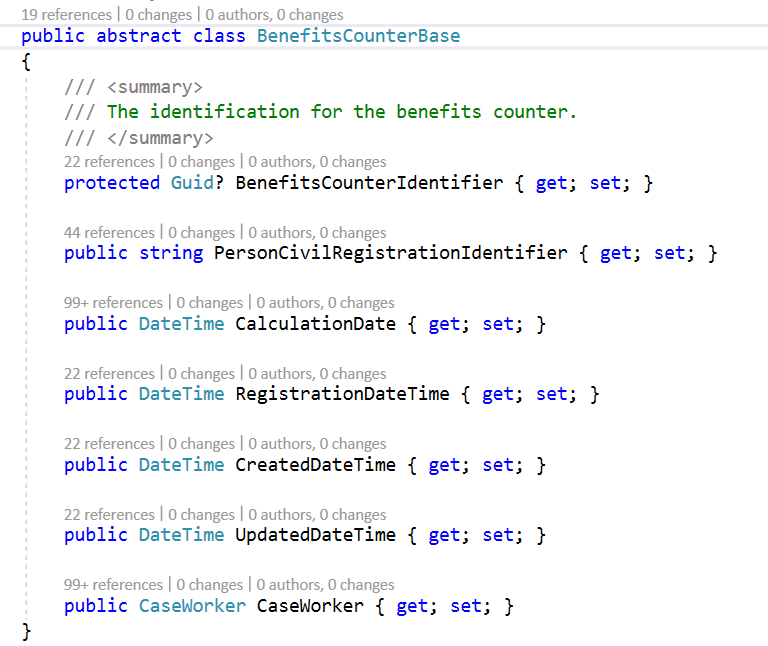 19 references | 0 changes | 0 authors, 0 changes
public abstract class BenefitsCounterBase
{
/// <summary>
/// The identification for the benefits counter.
/// </summary>
22 references | 0 changes | 0 authors, 0 changes
protected Guid? BenefitsCounterIdentifier { get; set; }
44 references | 0 changes | 0 authors, 0 changes
public string PersonCivilRegistrationIdentifier { get; set; }
99+ references | 0 changes | 0 authors, 0 changes
public DateTime CalculationDate { get; set; }
22 references | 0 changes | 0 authors, 0 changes
public DateTime RegistrationDateTime { get; set; }
22 references | 0 changes | 0 authors, 0 changes
public DateTime CreatedDateTime { get; set; }
22 references | 0 changes | 0 authors, 0 changes
public DateTime UpdatedDateTime { get; set; }
99+ references | 0 changes | 0 authors, 0 changes
public CaseWorker CaseWorker { get; set; }
}